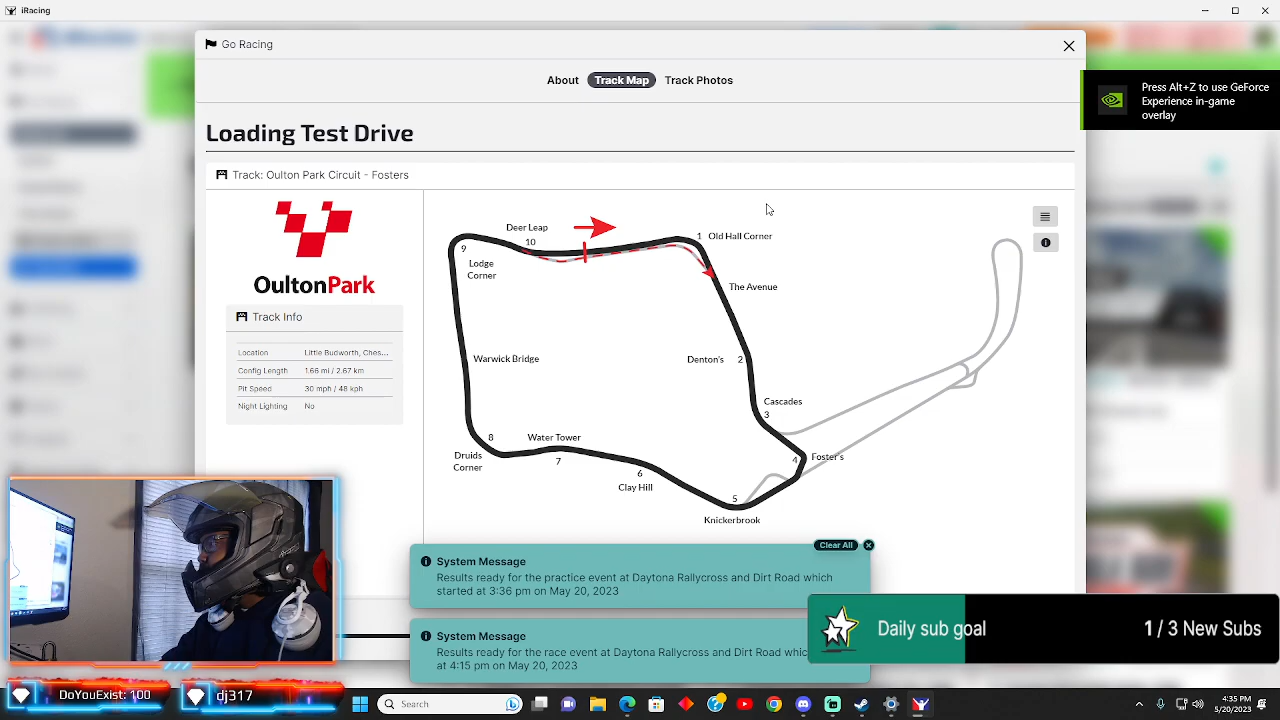 iRacing
Go Racing
About Track Map Track Photos
Press Alt+Z to use GeForce
Experience in-game
overlay
Loading Test Drive
Track: Oulton Park Circuit - Fosters
OultonPark
Track Info
Location Little Budworth, Ches...
Config Length 1.66 mi / 2.67 km
Pit Speed 30 mph / 48 kph
Night Lighting No
Deer Leap
10
1 Old Hall Corner
9
Lodge
Corner
The Avenue
Warwick Bridge
Denton's 2
Cascades
3
8
Water Tower
Druids
Corner
7
4 Foster's
6
Clay Hill
5
Knickerbrook
Clear All
System Message
Results ready for the practice event at Daytona Rallycross and Dirt Road which
started at 3:36 pm on May 20, 2023
System Message
Results ready for the race event at Daytona Rallycross and Dirt Road
at 4:15 pm on May 20, 2023
Daily sub goal 1 / 3 New Subs
DoYouExist: 100
dj317
Search
4:35 PM
5/20/2023